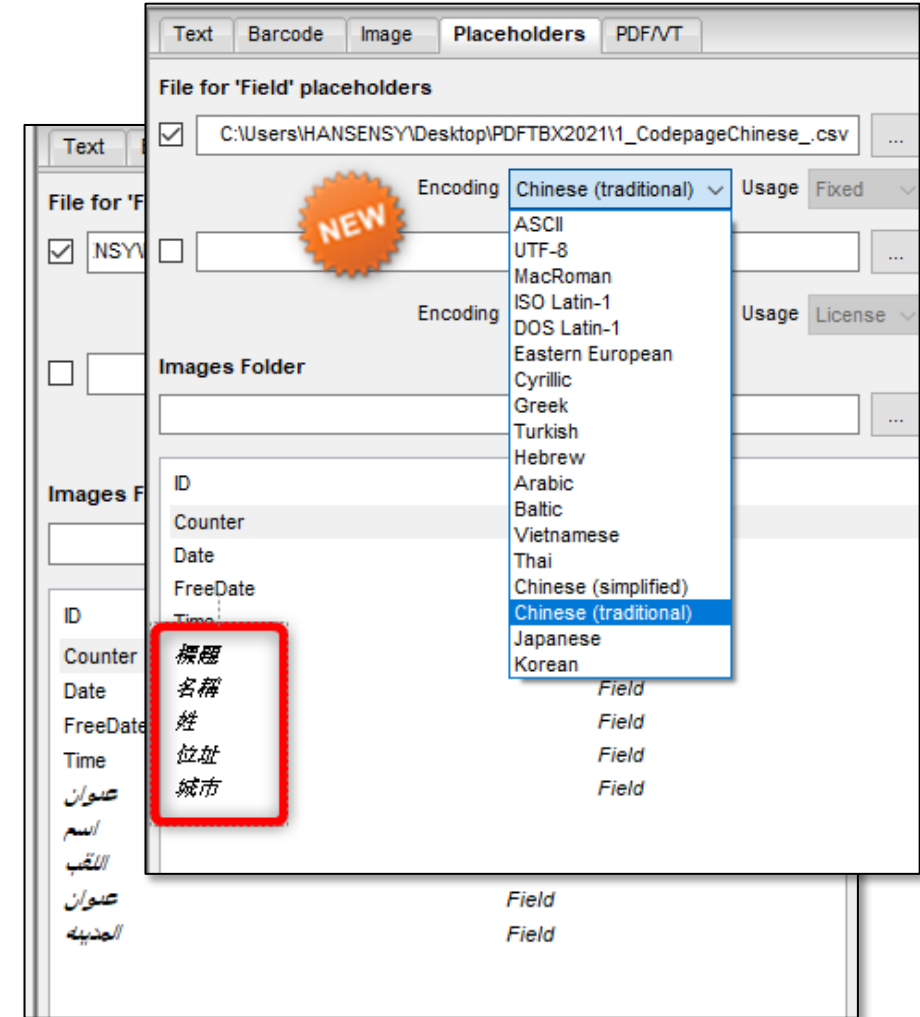 Text Barcode Image Placeholders PDF/VT
File for 'Field' placeholders
C:\Users\HANSENSY\Desktop\PDFTBX2021\1_CodepageChinese_.csv ...
Encoding Chinese (traditional) Usage Fixed
NEW
ASCII
UTF-8
MacRoman
ISO Latin-1
DOS Latin-1
Eastern European
Cyrillic
Greek
Turkish
Hebrew
Arabic
Baltic
Vietnamese
Thai
Chinese (simplified)
Chinese (traditional)
Japanese
Korean
...
Encoding Usage License
Images Folder
...
ID
Counter
Date
FreeDate
Time
標題
名稱 Field
姓 Field
位址 Field
城市 Field
Text
File for 'F
NSY\
Images F
ID
Counter
Date
FreeDate
Time
عنوان
اسم
اللقب
عنوان Field
المدينة Field